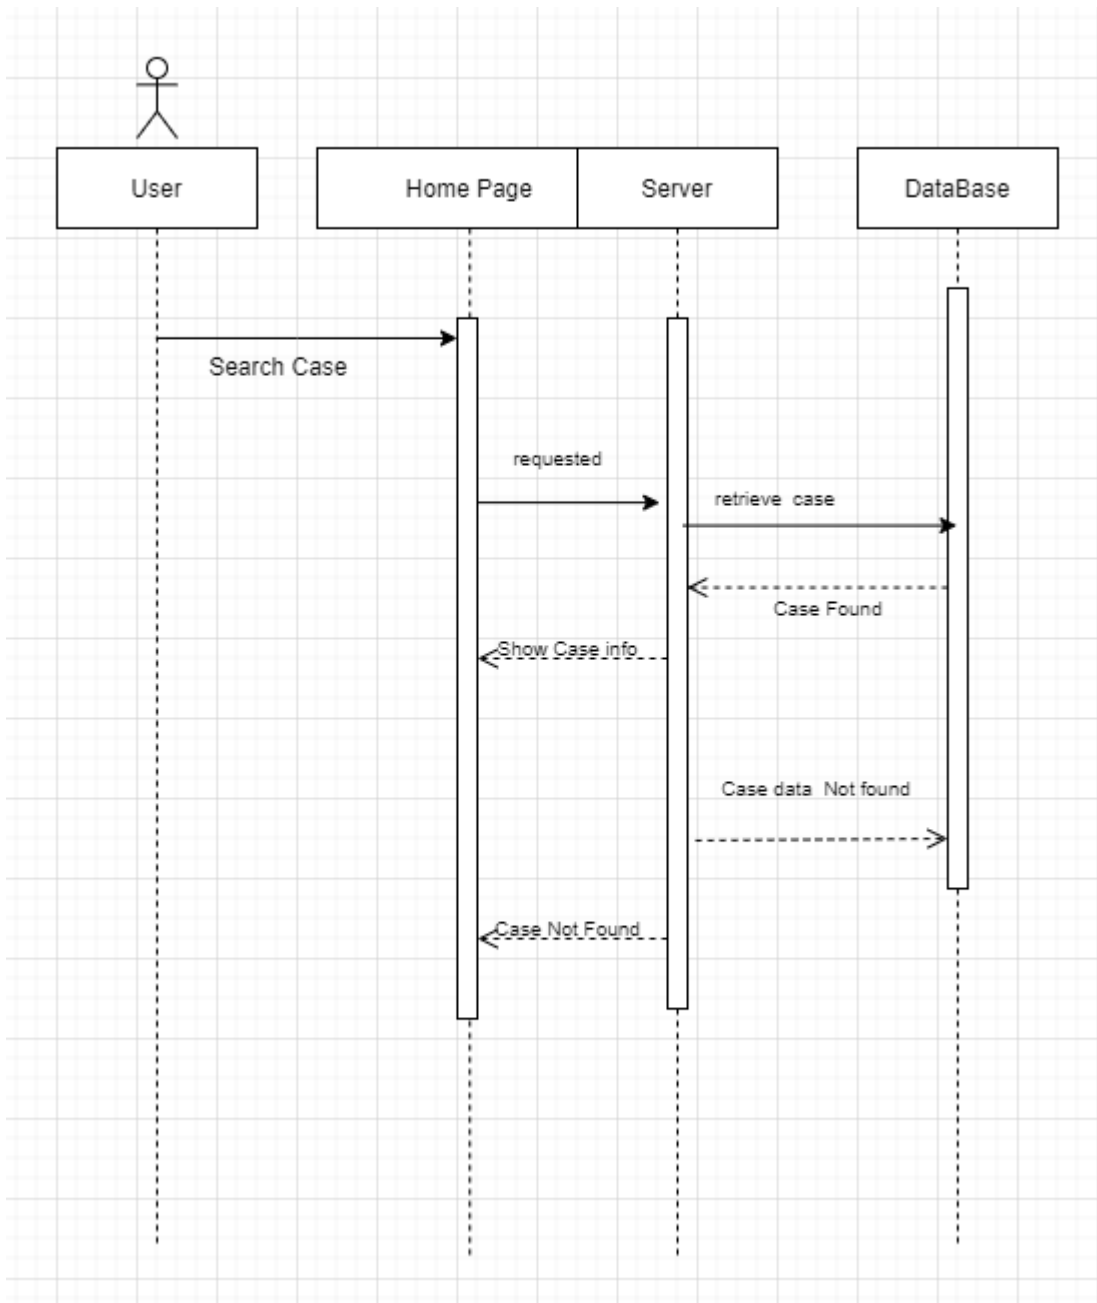 User
Home Page
Server
DataBase
Search Case
requested
retrieve case
Case Found
Show Case info
Case data Not found
Case Not Found